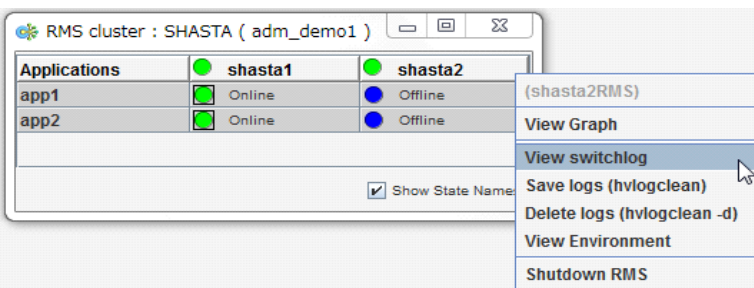 RMS cluster : SHASTA ( adm_demo1 )
Applications shasta1 shasta2
app1 Online Offline
app2 Online Offline
Show State Names
(shasta2RMS)
View Graph
View switchlog
Save logs (hvlogclean)
Delete logs (hvlogclean -d)
View Environment
Shutdown RMS